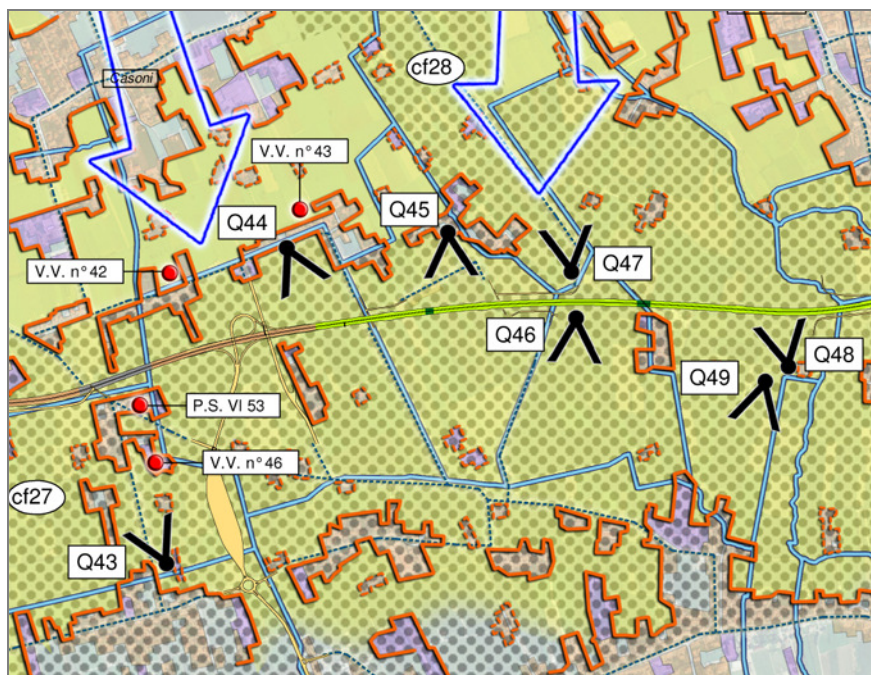 Casoni
cf28
V.V. n° 43
Q44
Q45
V.V. n° 42
Q47
Q46
Q48
Q49
P.S. VI 53
V.V. n° 46
cf27
Q43